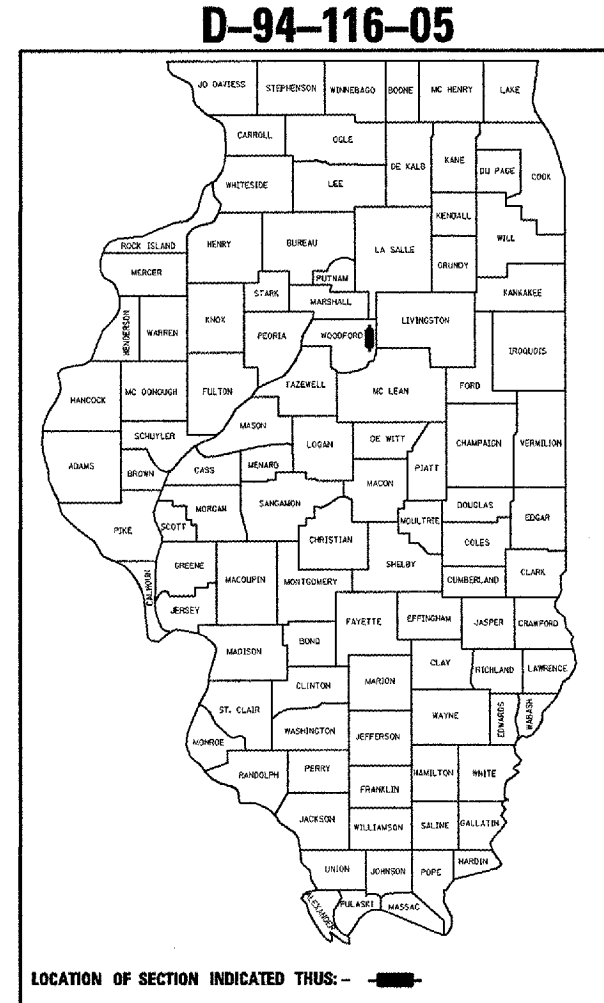 D-94-116-05
JO DAVIESS STEPHENSON WINNEBAGO BOONE MC HENRY LAKE
CARROLL OGLE DE KALB KANE DU PAGE COOK
WHITESIDE LEE KENDALL WILL
ROCK ISLAND HENRY BUREAU LA SALLE GRUNDY
MERCER PUTNAM KANKAKEE
STARK MARSHALL
HENDERSON WARREN KNOX PEORIA WOODFORD LIVINGSTON IROQUOIS
HANCOCK MC DONOUGH FULTON TAZEWELL MC LEAN FORD
MASON
SCHUYLER LOGAN DE WITT CHAMPAIGN VERMILION
ADAMS BROWN CASS MENARD MACON PIATT
PIKE SCOTT MORGAN SANGAMON MOULTRIE DOUGLAS EDGAR
CHRISTIAN COLES
CALHOUN GREENE MACOUPIN MONTGOMERY SHELBY CUMBERLAND CLARK
JERSEY FAYETTE EFFINGHAM JASPER CRAWFORD
MADISON BOND
CLINTON MARION CLAY RICHLAND LAWRENCE
ST. CLAIR WASHINGTON WAYNE EDWARDS WABASH
MONROE JEFFERSON
RANDOLPH PERRY HAMILTON WHITE
FRANKLIN
JACKSON WILLIAMSON SALINE GALLATIN
UNION JOHNSON POPE HARDIN
ALEXANDER PULASKI MASSAC
LOCATION OF SECTION INDICATED THUS:-